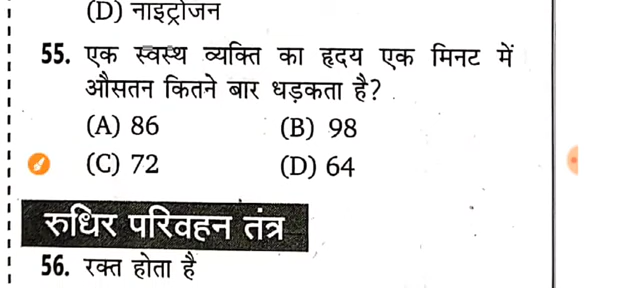 (D) नाइट्रोजन
55. एक स्वस्थ व्यक्ति का हृदय एक मिनट में
औसतन कितने बार धड़कता है?
(A) 86 (B) 98
(C) 72 (D) 64
रुधिर परिवहन तंत्र
56. रक्त होता है